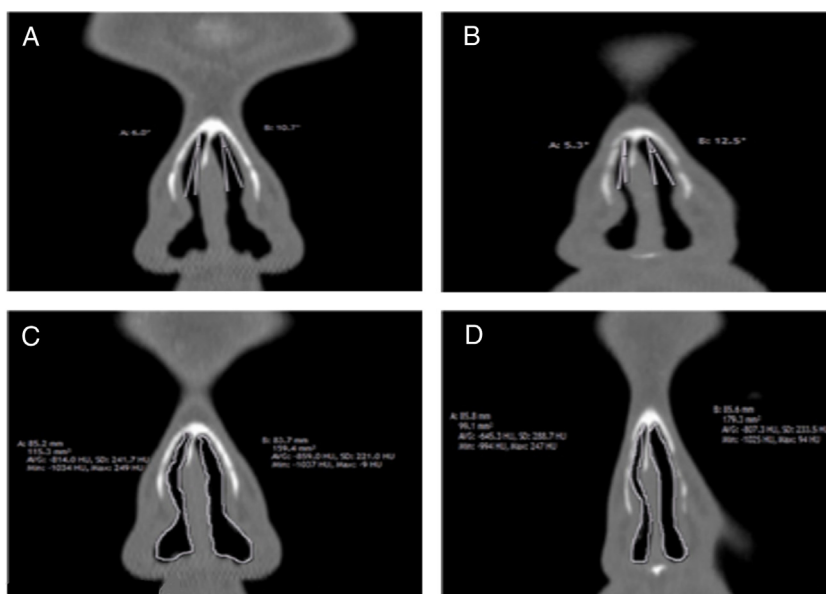 A
A: 6.0°
B: 10.7°
B
A: 5.3°
B: 12.5°
C
A: 85.2 mm
115.3 mm²
AVG: -814.0 HU, SD: 241.7 HU
Min: -1034 HU, Max: 249 HU
B: 83.7 mm
159.4 mm²
AVG: -859.0 HU, SD: 221.0 HU
Min: -1037 HU, Max: -9 HU
D
A: 85.8 mm
99.1 mm²
AVG: -645.3 HU, SD: 288.7 HU
Min: -994 HU, Max: 247 HU
B: 85.6 mm
179.3 mm²
AVG: -807.3 HU, SD: 233.5 HU
Min: -1025 HU, Max: 94 HU